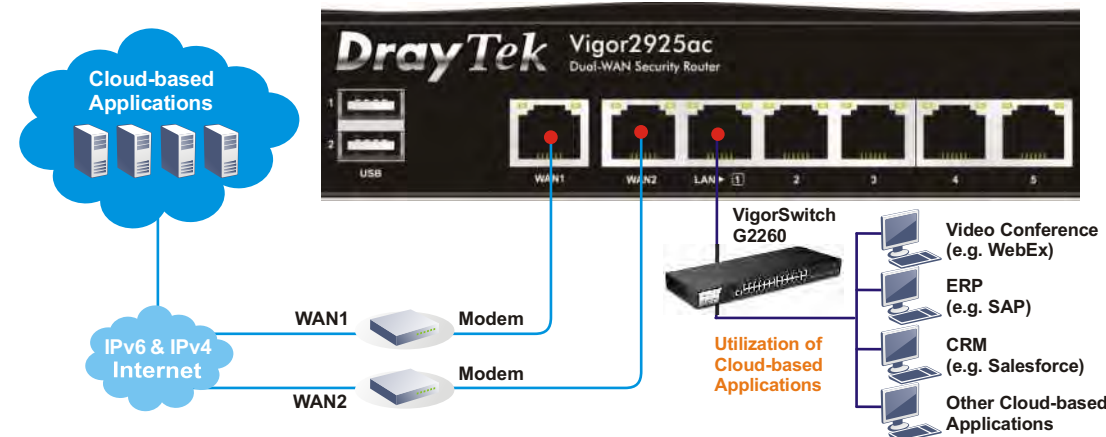 Cloud-based
Applications
DrayTek
Vigor2925ac
Dual-WAN Security Router
1
2
USB
WAN1
WAN2
LAN
1
2
3
4
5
VigorSwitch
G2260
Video Conference
(e.g. WebEx)
ERP
(e.g. SAP)
CRM
(e.g. Salesforce)
Other Cloud-based
Applications
Utilization of
Cloud-based
Applications
IPv6 & IPv4
Internet
WAN1
Modem
WAN2
Modem